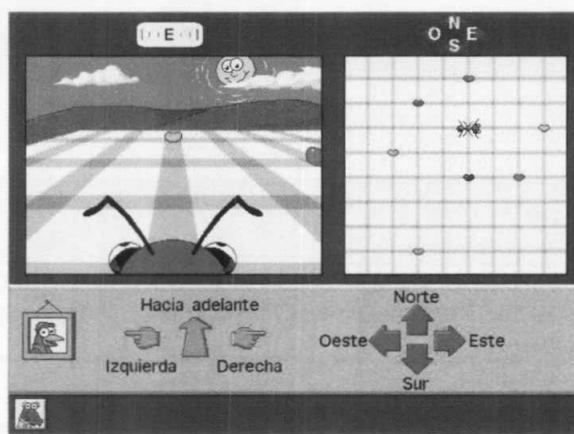 E
N
O E
S
Hacia adelante
Izquierda Derecha
Norte
Oeste Este
Sur